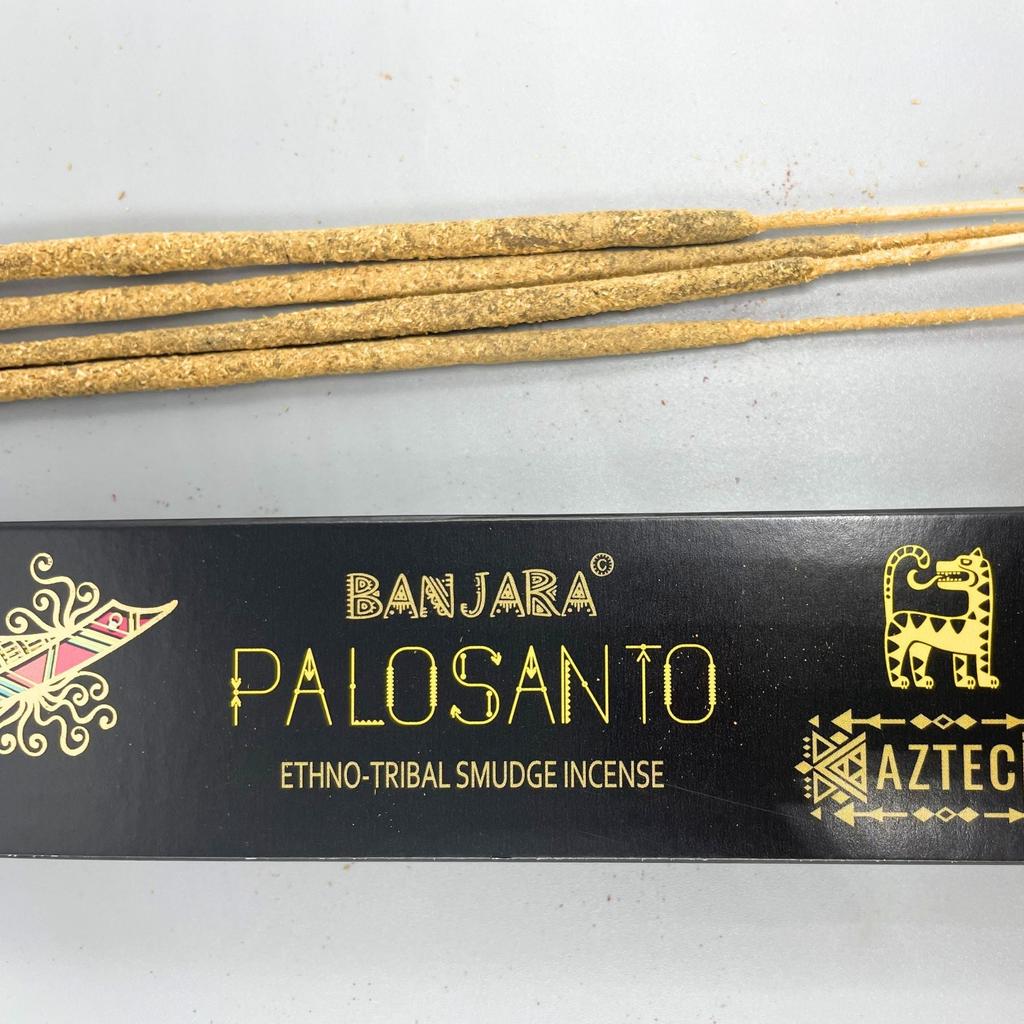 BANJARA©
PALOSANTO
ETHNO-TRIBAL SMUDGE INCENSE
AZTEC